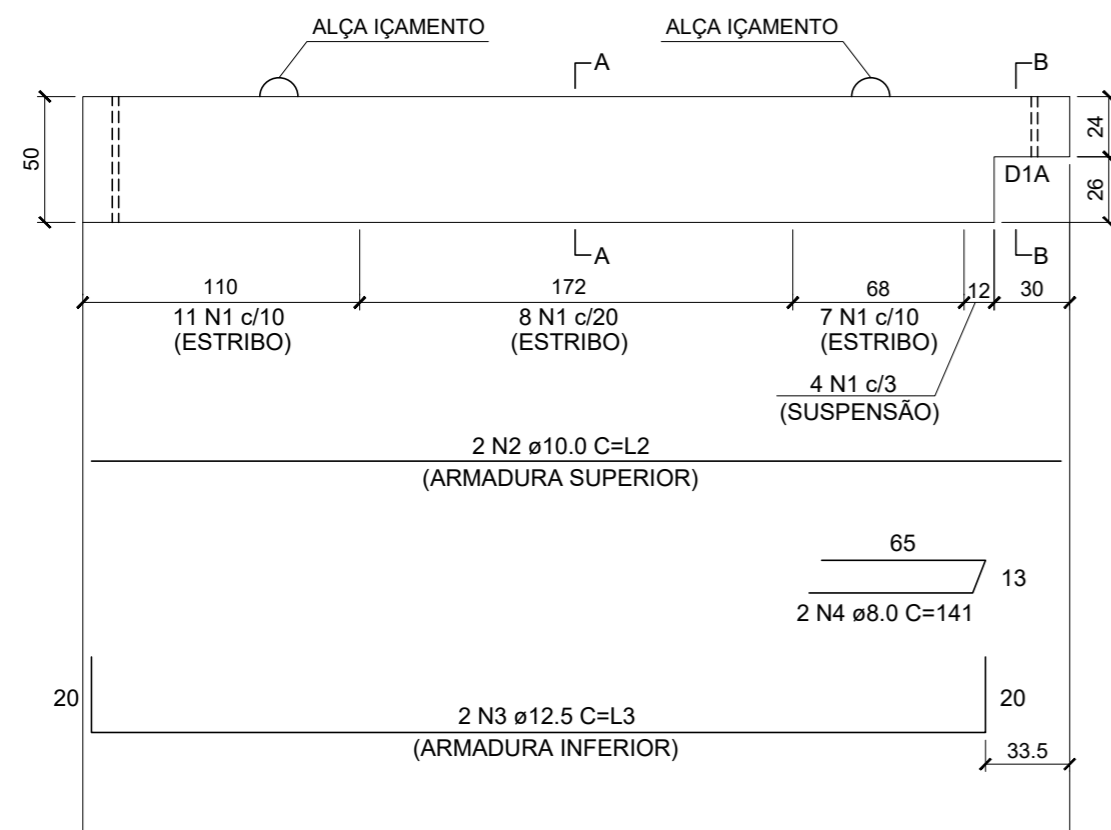 ALÇA IÇAMENTO
ALÇA IÇAMENTO
A
B
50
24
D1A
26
A
B
110
172
68
12
30
11 N1 c/10
(ESTRIBO)
8 N1 c/20
(ESTRIBO)
7 N1 c/10
(ESTRIBO)
4 N1 c/3
(SUSPENSÃO)
2 N2 ø10.0 C=L2
(ARMADURA SUPERIOR)
65
13
2 N4 ø8.0 C=141
20
20
2 N3 ø12.5 C=L3
(ARMADURA INFERIOR)
33.5